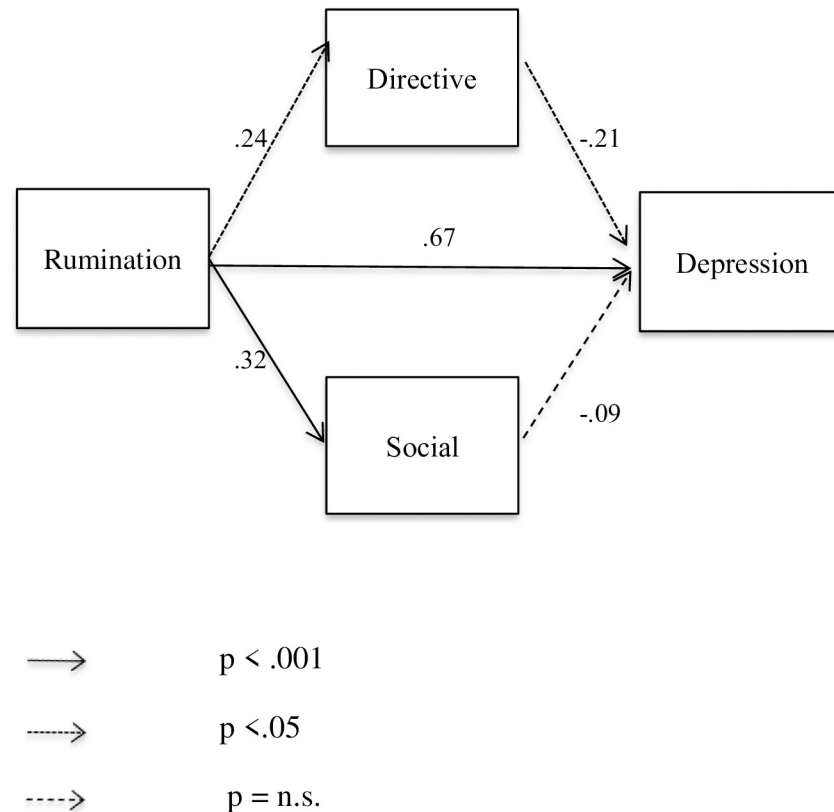 Directive
.24
-.21
Rumination
.67
Depression
.32
-.09
Social
p < .001
p <.05
p = n.s.